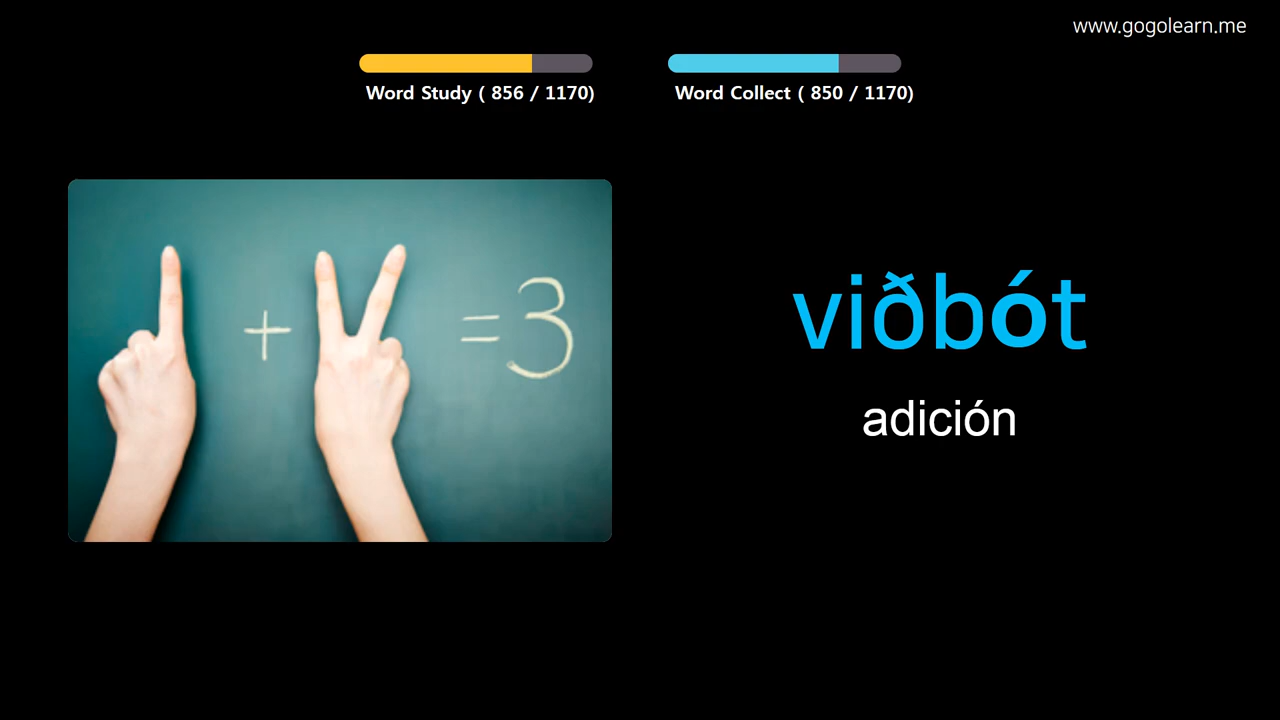 www.gogolearn.me
Word Study ( 856 / 1170)
Word Collect ( 850 / 1170)
+ = 3
viðbót
adición